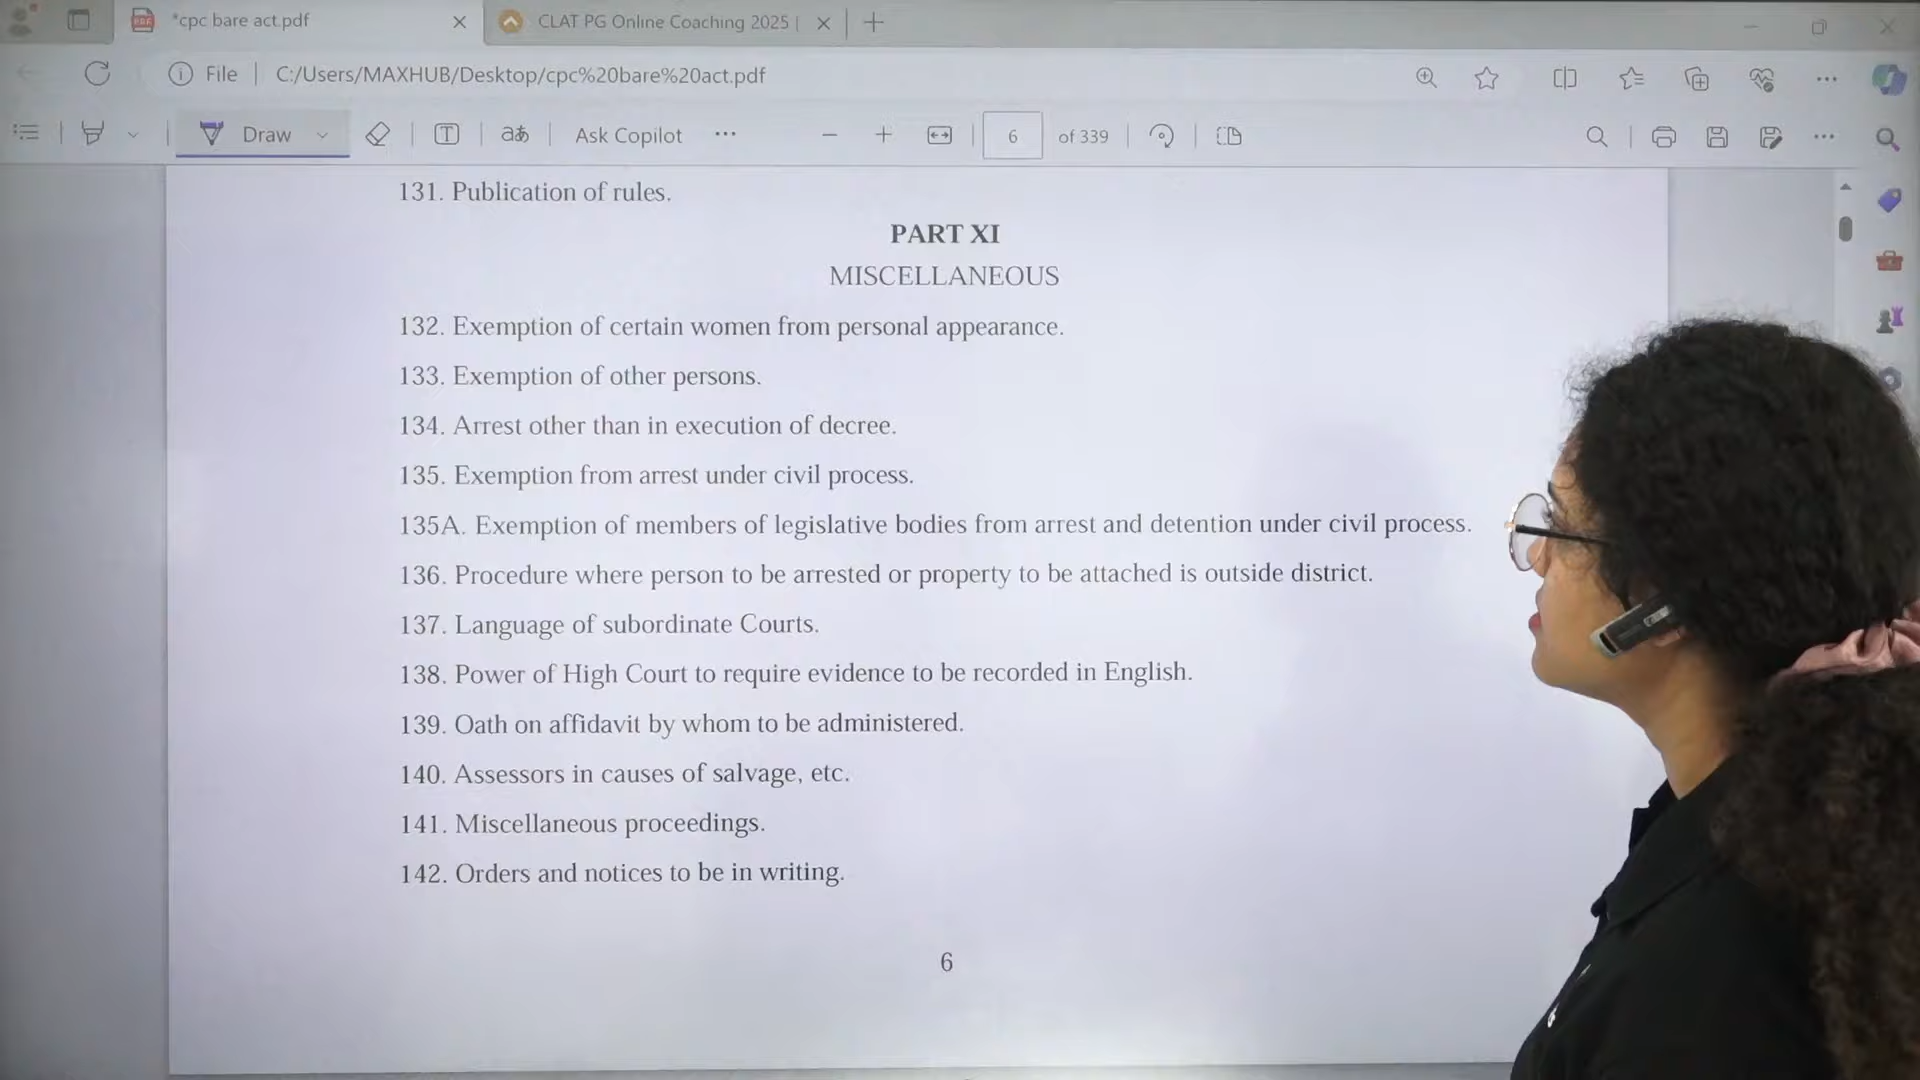 *cpc bare act.pdf
CLAT PG Online Coaching 2025 |
File
C:/Users/MAXHUB/Desktop/cpc%20bare%20act.pdf
Draw
aあ
Ask Copilot
6 of 339
131. Publication of rules.
PART XI
MISCELLANEOUS
132. Exemption of certain women from personal appearance.
133. Exemption of other persons.
134. Arrest other than in execution of decree.
135. Exemption from arrest under civil process.
135A. Exemption of members of legislative bodies from arrest and detention under civil process.
136. Procedure where person to be arrested or property to be attached is outside district.
137. Language of subordinate Courts.
138. Power of High Court to require evidence to be recorded in English.
139. Oath on affidavit by whom to be administered.
140. Assessors in causes of salvage, etc.
141. Miscellaneous proceedings.
142. Orders and notices to be in writing.
6